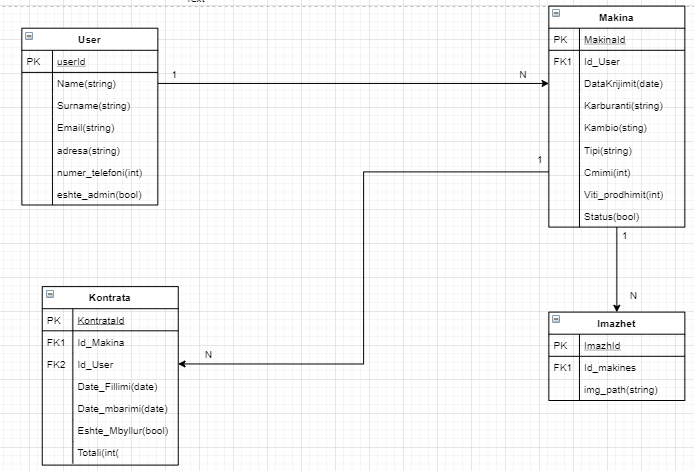 Text
User
PK userId
Name(string)
Surname(string)
Email(string)
adresa(string)
numer_telefoni(int)
eshte_admin(bool)
1
N
Makina
PK MakinaId
FK1 Id_User
DataKrijimit(date)
Karburanti(string)
Kambio(sting)
Tipi(string)
Cmimi(int)
Viti_prodhimit(int)
Status(bool)
1
N
1
N
Kontrata
PK KontrataId
FK1 Id_Makina
FK2 Id_User
Date_Fillimi(date)
Date_mbarimi(date)
Eshte_Mbyllur(bool)
Totali(int(
Imazhet
PK ImazhId
FK1 Id_makines
img_path(string)